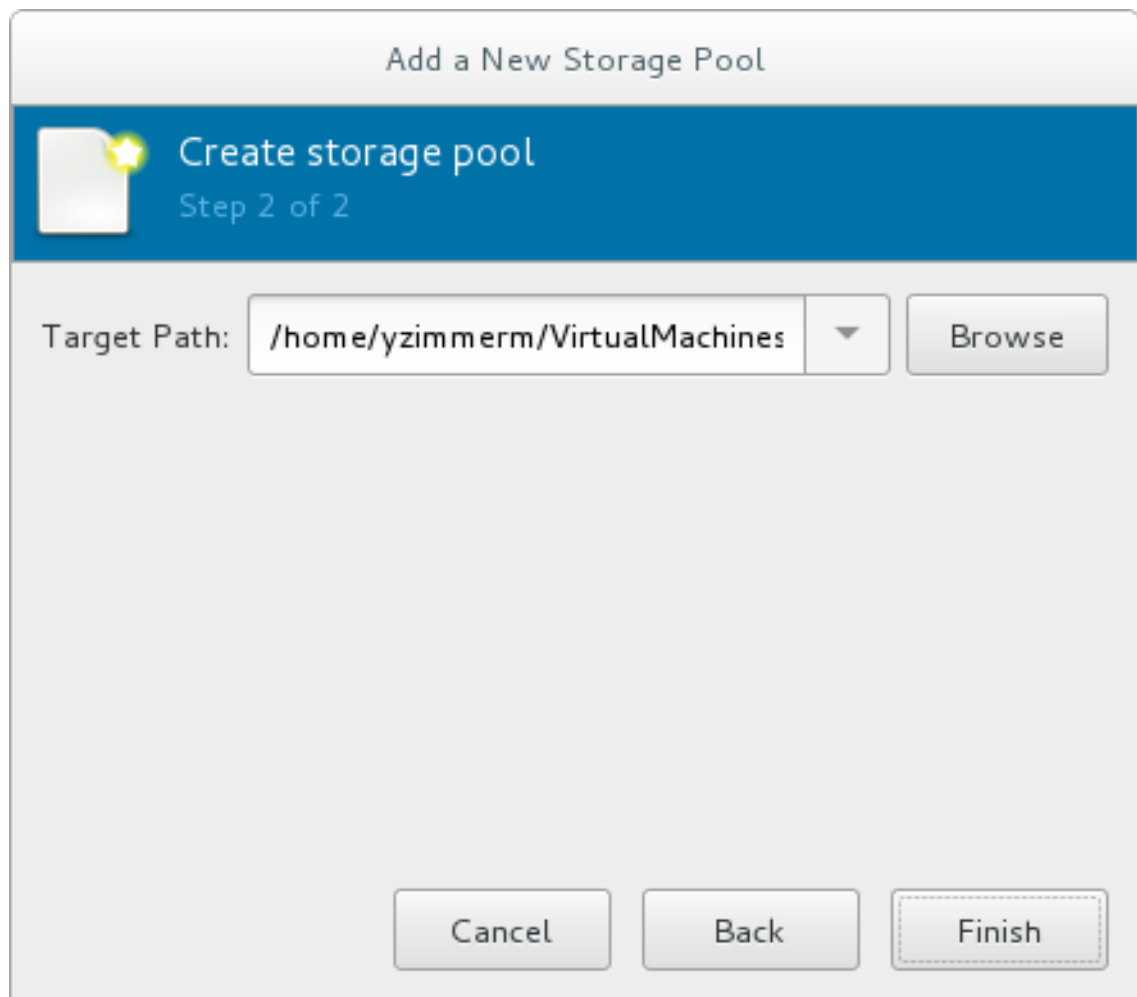 Add a New Storage Pool
Create storage pool
Step 2 of 2
Target Path: /home/yzimmerm/VirtualMachines Browse
Cancel Back Finish